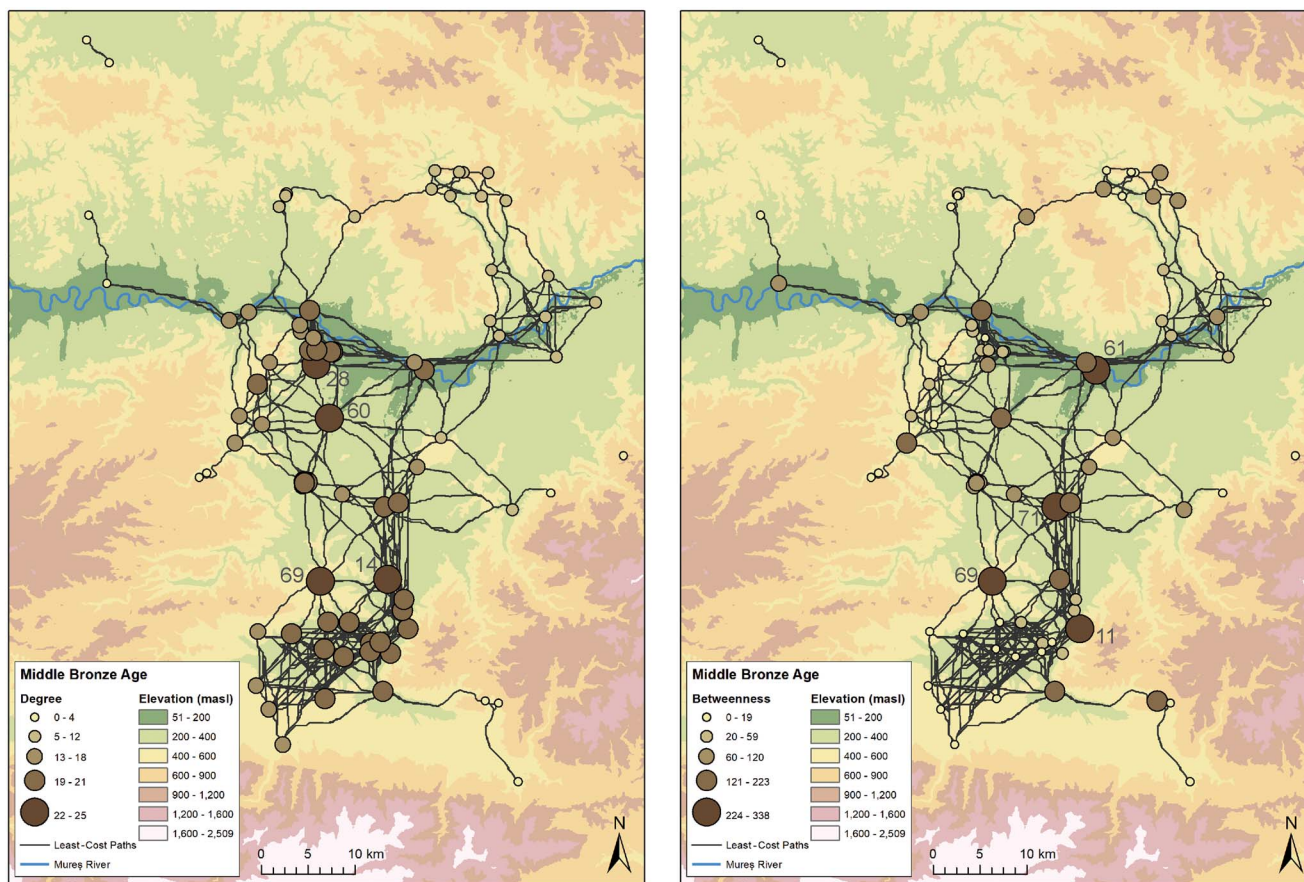 28
60
69
14
Middle Bronze Age
Degree
0 - 4
5 - 12
13 - 18
19 - 21
22 - 25
Least-Cost Paths
Mureș River
Elevation (masl)
51 - 200
200 - 400
400 - 600
600 - 900
900 - 1,200
1,200 - 1,600
1,600 - 2,509
0 5 10 km
N
61
71
69
11
Middle Bronze Age
Betweenness
0 - 19
20 - 59
60 - 120
121 - 223
224 - 338
Least-Cost Paths
Mureș River
Elevation (masl)
51 - 200
200 - 400
400 - 600
600 - 900
900 - 1,200
1,200 - 1,600
1,600 - 2,509
0 5 10 km
N